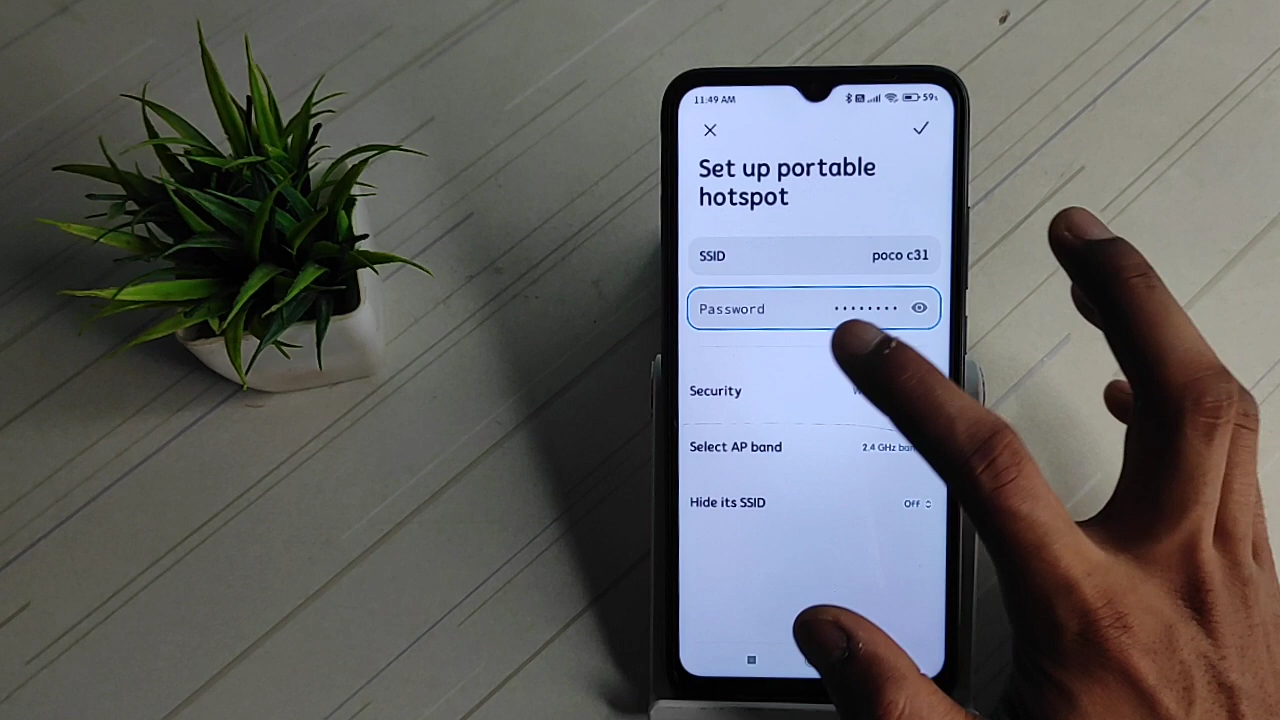 11:49 AM 59%
Set up portable
hotspot
SSID poco c31
Password ••••••••
Security
Select AP band 2.4 GHz
Hide its SSID Off